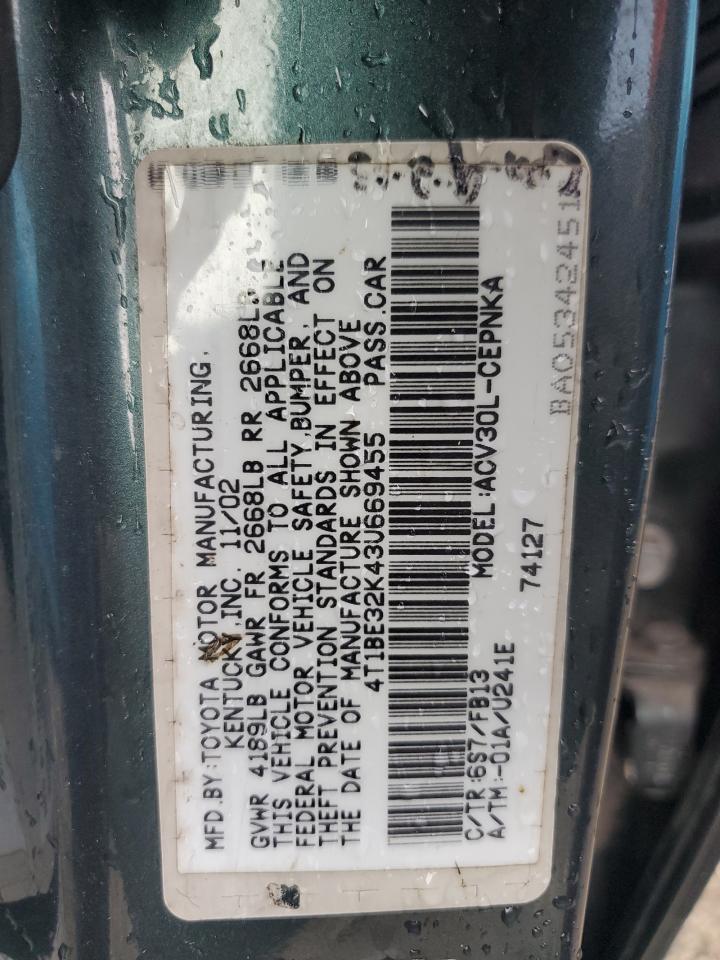 MFD.BY:TOYOTA MOTOR MANUFACTURING,
KENTUCKY,INC. 11/02
GVWR 4189LB GAWR FR 2668LB RR 2668LB
THIS VEHICLE CONFORMS TO ALL APPLICABLE
FEDERAL MOTOR VEHICLE SAFETY,BUMPER, AND
THEFT PREVENTION STANDARDS IN EFFECT ON
THE DATE OF MANUFACTURE SHOWN ABOVE
4T1BE32K43U669455 PASS.CAR
C/TR:6S7/FB13 MODEL:ACV30L-CEPNKA
A/TM:-01A/U241E 74127